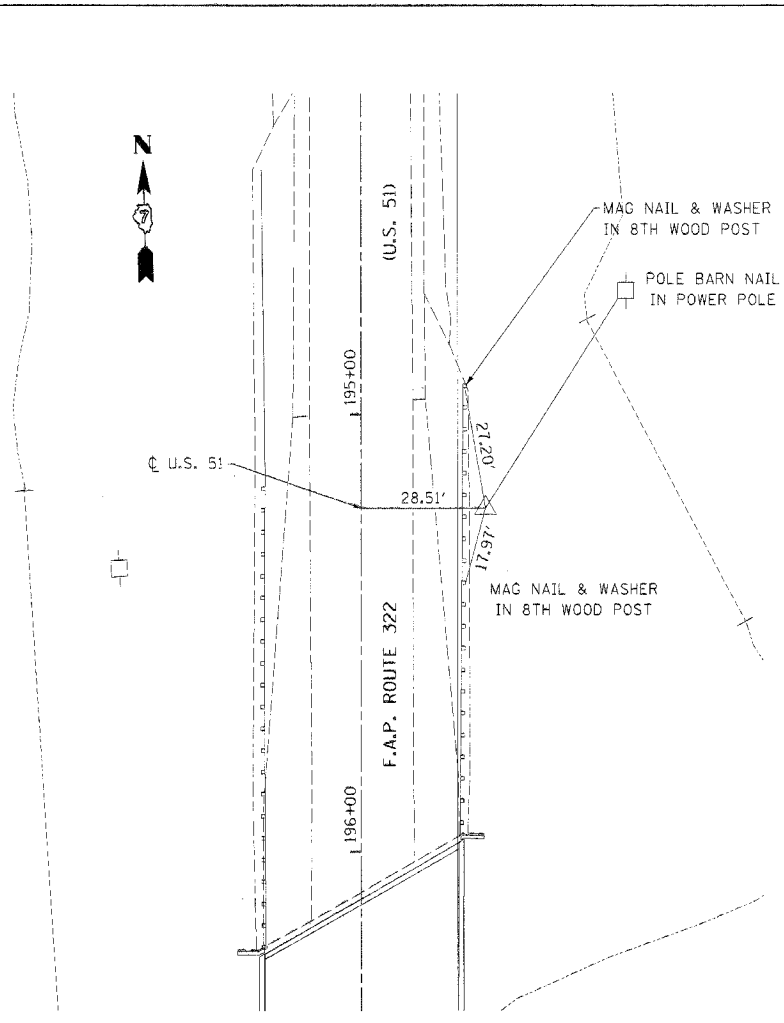 N
7
(U.S. 51)
MAG NAIL & WASHER
IN 8TH WOOD POST
POLE BARN NAIL
IN POWER POLE
195+00
27.20'
℄ U.S. 51
28.51'
17.97'
MAG NAIL & WASHER
IN 8TH WOOD POST
F.A.P. ROUTE 322
196+00